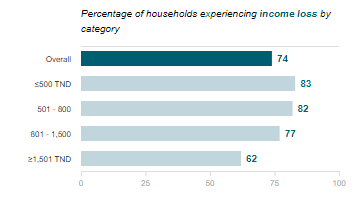 Percentage of households experiencing income loss by
category
Overall 74
≤500 TND 83
501 - 800 82
801 - 1,500 77
≥1,501 TND 62
0 25 50 75 100